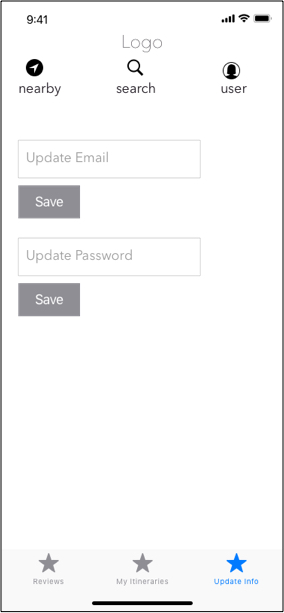 9:41
Logo
nearby search user
Update Email
Save
Update Password
Save
Reviews My Itineraries Update Info